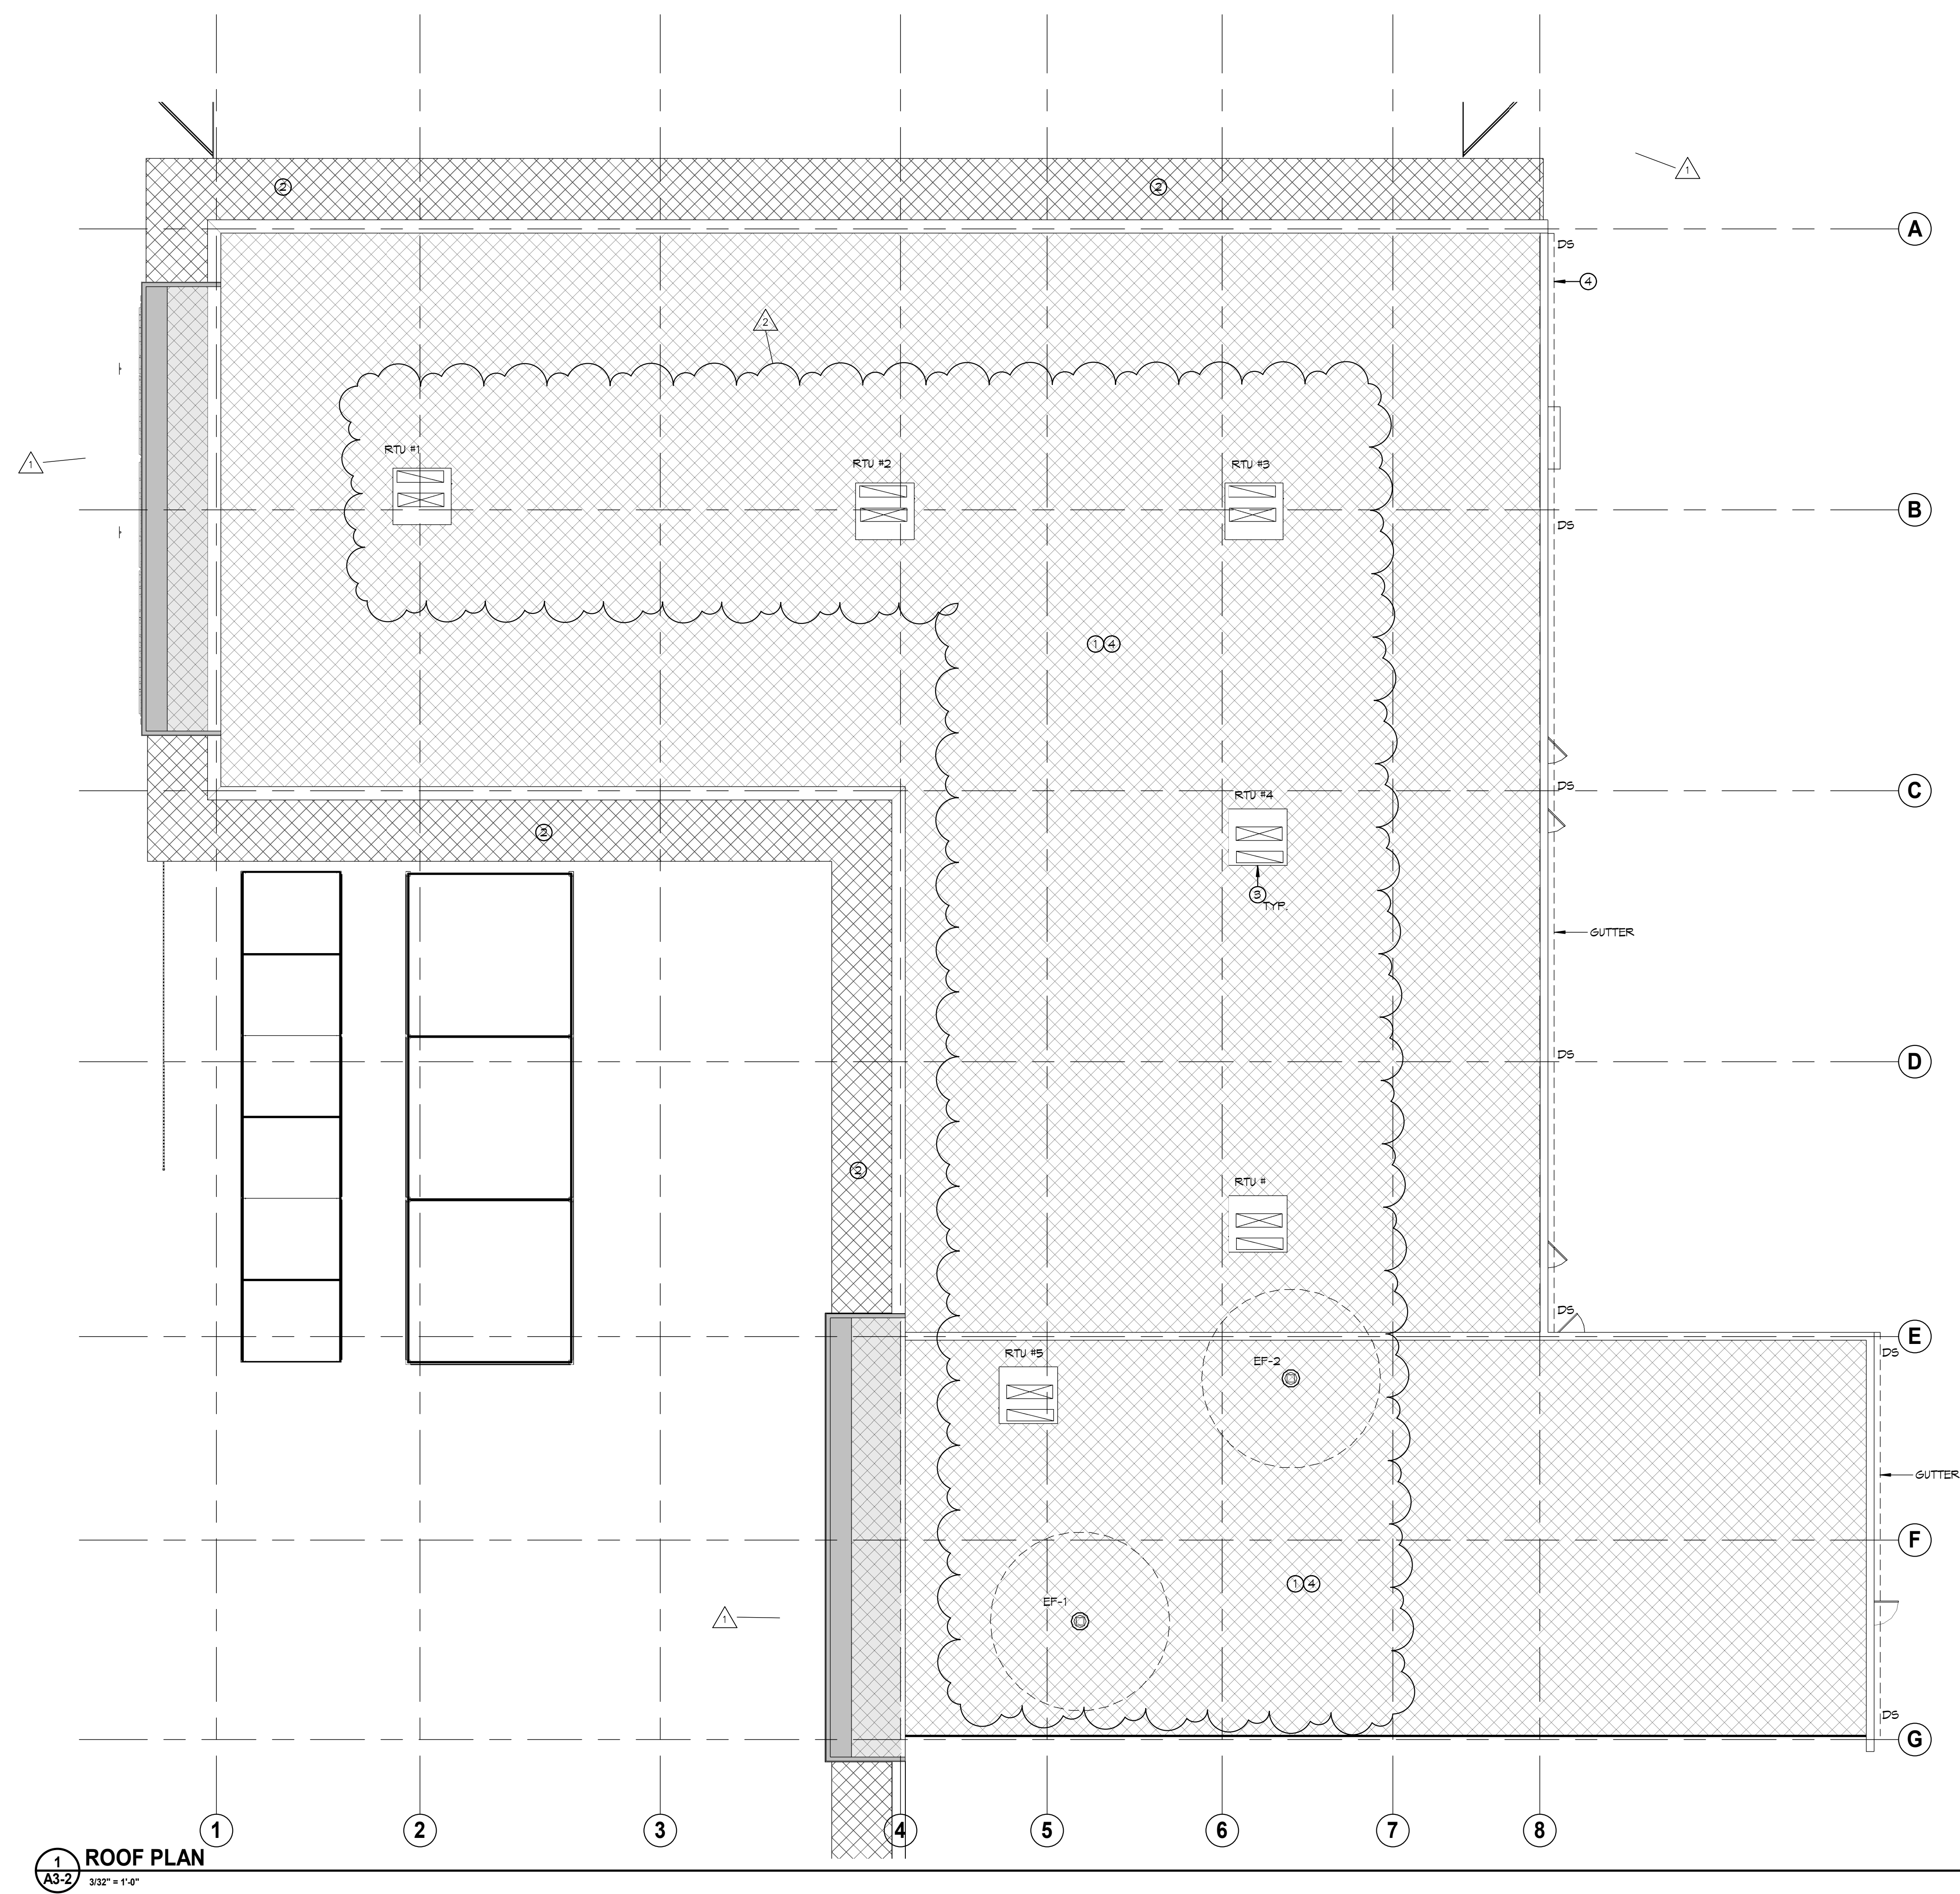 2
2
1
A
DS
4
2
1
RTU #1
RTU #2
RTU #3
B
DS
1 4
RTU #4
C
DS
2
3
TYP.
GUTTER
D
DS
2
RTU #
DS
E
RTU #5
EF-2
DS
GUTTER
F
1 4
EF-1
1
DS
G
1 2 3 4 5 6 7 8
1
ROOF PLAN
A3-2
3/32" = 1'-0"